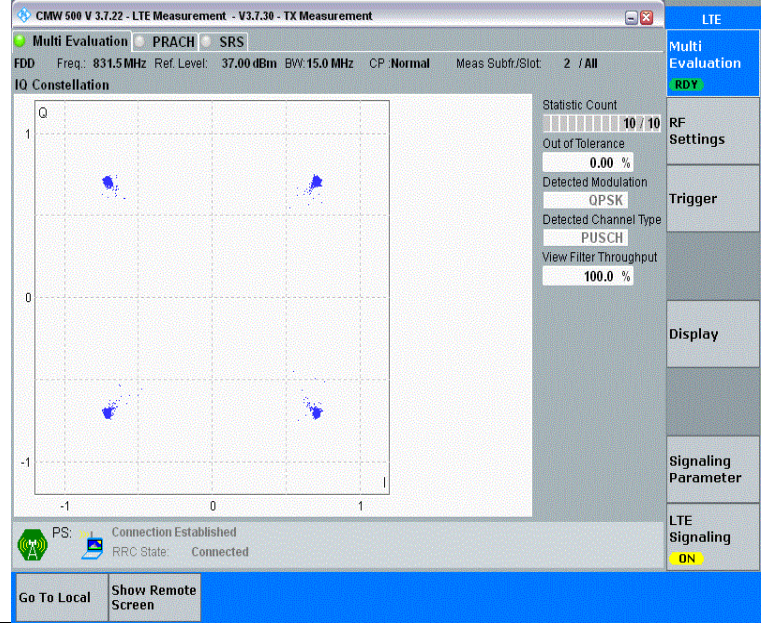 CMW 500 V 3.7.22 - LTE Measurement - V3.7.30 - TX Measurement
LTE
Multi Evaluation PRACH SRS
Multi
Evaluation
RDY
FDD Freq.: 831.5 MHz Ref. Level: 37.00 dBm BW: 15.0 MHz CP : Normal Meas Subfr./Slot: 2 / All
IQ Constellation
Q
1
0
-1
I
-1 0 1
Statistic Count
10 / 10
Out of Tolerance
0.00 %
Detected Modulation
QPSK
Detected Channel Type
PUSCH
View Filter Throughput
100.0 %
RF
Settings
Trigger
Display
Signaling
Parameter
LTE
Signaling
ON
PS: Connection Established
RRC State: Connected
Go To Local
Show Remote
Screen